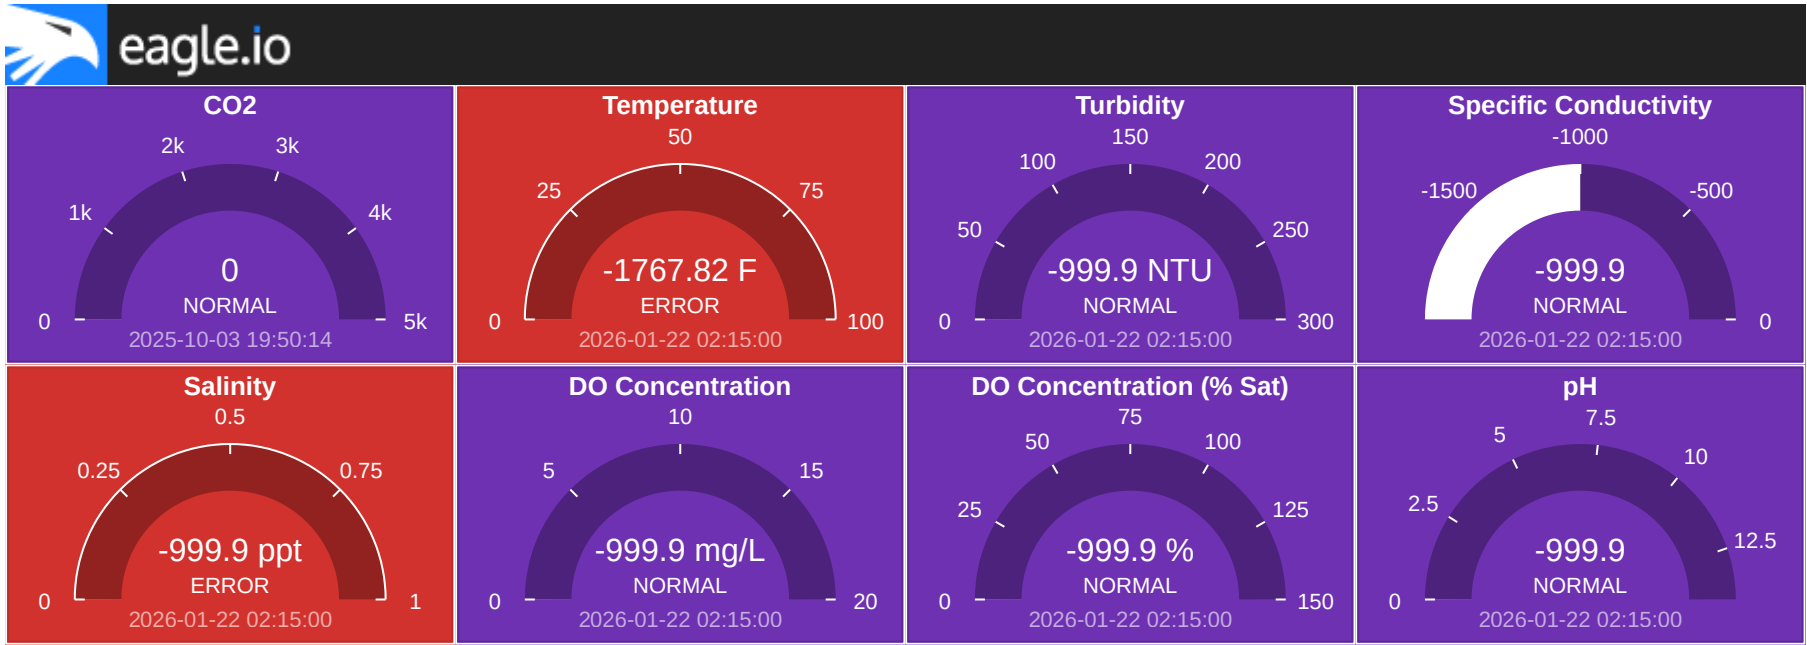 eagle.io
CO2
0
1k
2k
3k
4k
5k
0
NORMAL
2025-10-03 19:50:14
Temperature
0
25
50
75
100
-1767.82 F
ERROR
2026-01-22 02:15:00
Turbidity
0
50
100
150
200
250
300
-999.9 NTU
NORMAL
2026-01-22 02:15:00
Specific Conductivity
-1500
-1000
-500
0
-999.9
NORMAL
2026-01-22 02:15:00
Salinity
0
0.25
0.5
0.75
1
-999.9 ppt
ERROR
2026-01-22 02:15:00
DO Concentration
0
5
10
15
20
-999.9 mg/L
NORMAL
2026-01-22 02:15:00
DO Concentration (% Sat)
0
25
50
75
100
125
150
-999.9 %
NORMAL
2026-01-22 02:15:00
pH
0
2.5
5
7.5
10
12.5
-999.9
NORMAL
2026-01-22 02:15:00